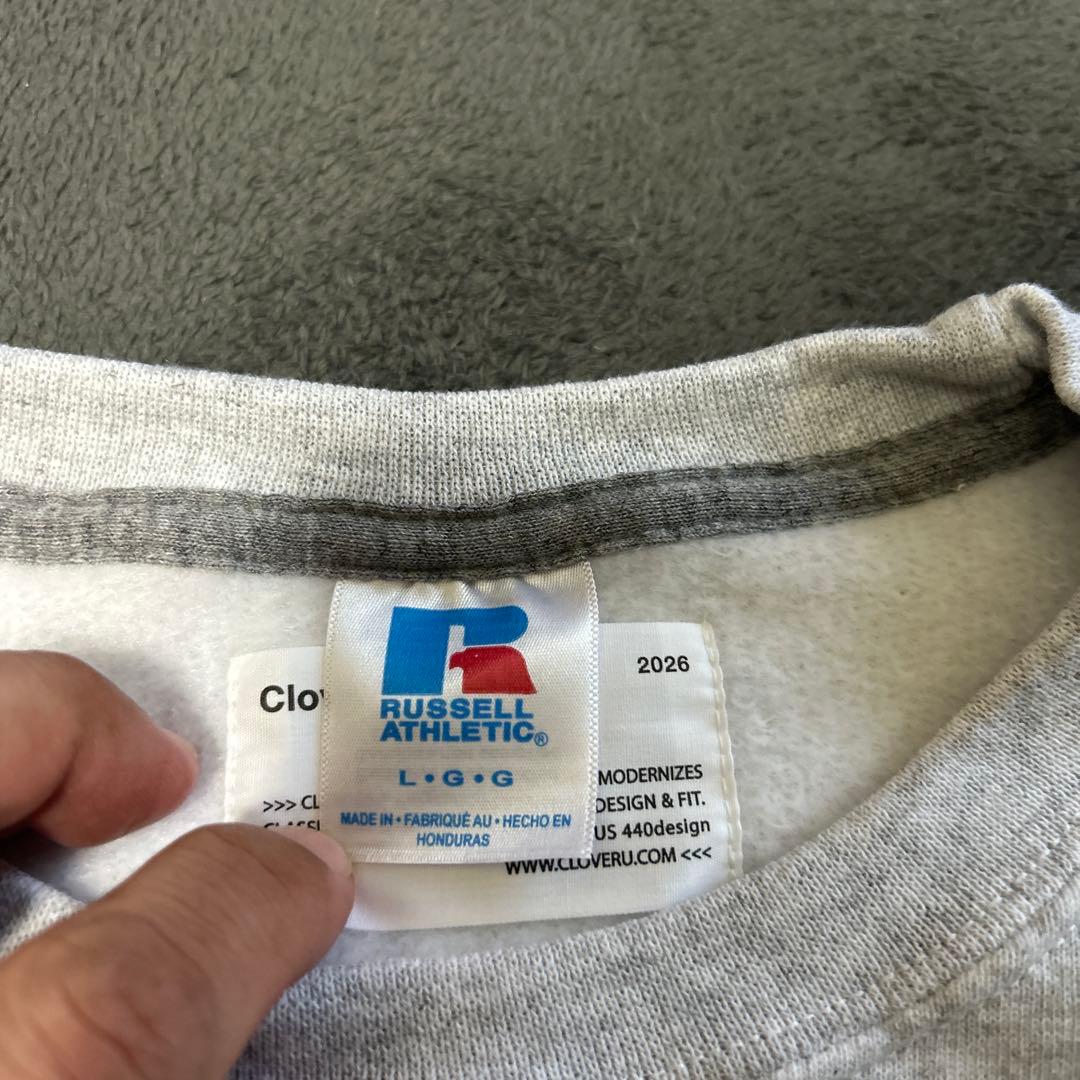 RUSSELL
ATHLETIC®
L•G•G
MADE IN•FABRIQUÉ AU•HECHO EN
HONDURAS
Clo
2026
MODERNIZES
>>> CL
DESIGN & FIT.
US 440design
WWW.CLOVERU.COM <<<